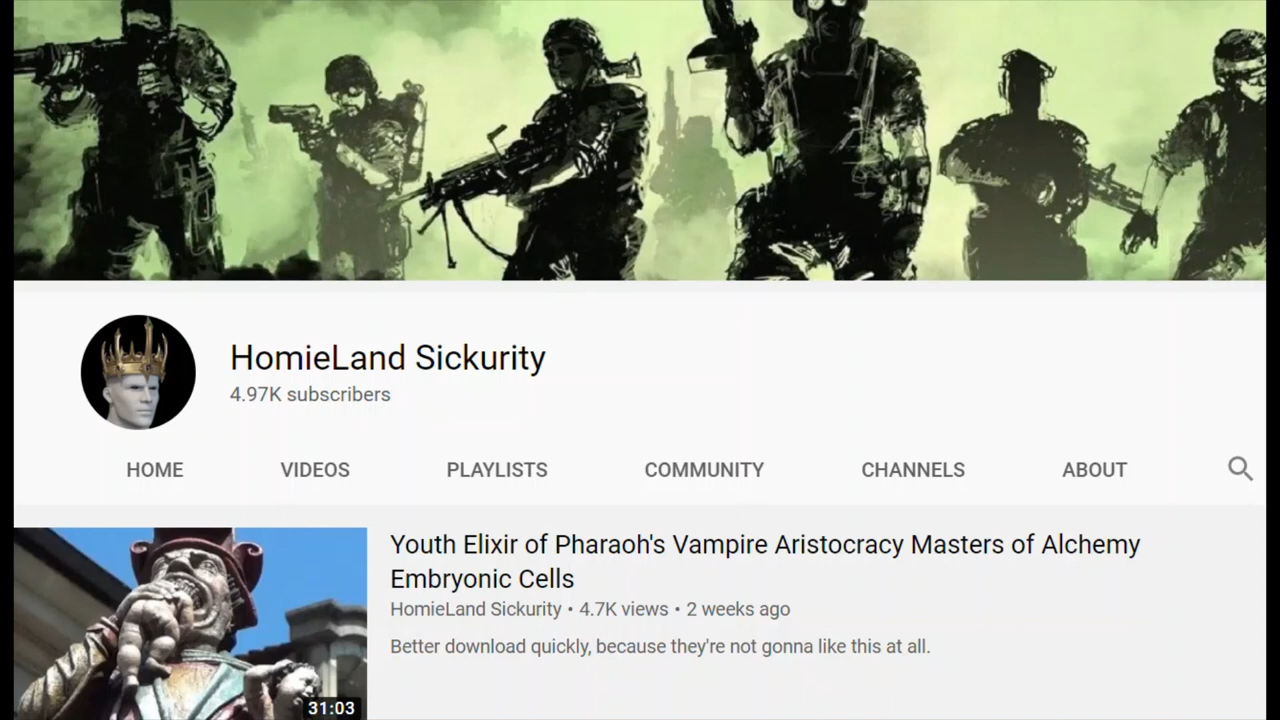 HomieLand Sickurity
4.97K subscribers
HOME VIDEOS PLAYLISTS COMMUNITY CHANNELS ABOUT
Youth Elixir of Pharaoh's Vampire Aristocracy Masters of Alchemy
Embryonic Cells
HomieLand Sickurity • 4.7K views • 2 weeks ago
Better download quickly, because they're not gonna like this at all.
31:03